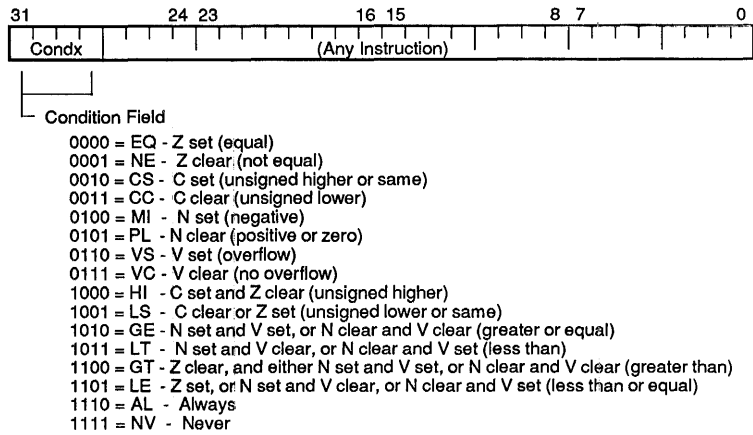 31 24 23 16 15 8 7 0
Condx (Any Instruction)
Condition Field
0000 = EQ - Z set (equal)
0001 = NE - Z clear (not equal)
0010 = CS - C set (unsigned higher or same)
0011 = CC - C clear (unsigned lower)
0100 = MI - N set (negative)
0101 = PL - N clear (positive or zero)
0110 = VS - V set (overflow)
0111 = VC - V clear (no overflow)
1000 = HI - C set and Z clear (unsigned higher)
1001 = LS - C clear or Z set (unsigned lower or same)
1010 = GE - N set and V set, or N clear and V clear (greater or equal)
1011 = LT - N set and V clear, or N clear and V set (less than)
1100 = GT - Z clear, and either N set and V set, or N clear and V clear (greater than)
1101 = LE - Z set, or N set and V clear, or N clear and V set (less than or equal)
1110 = AL - Always
1111 = NV - Never